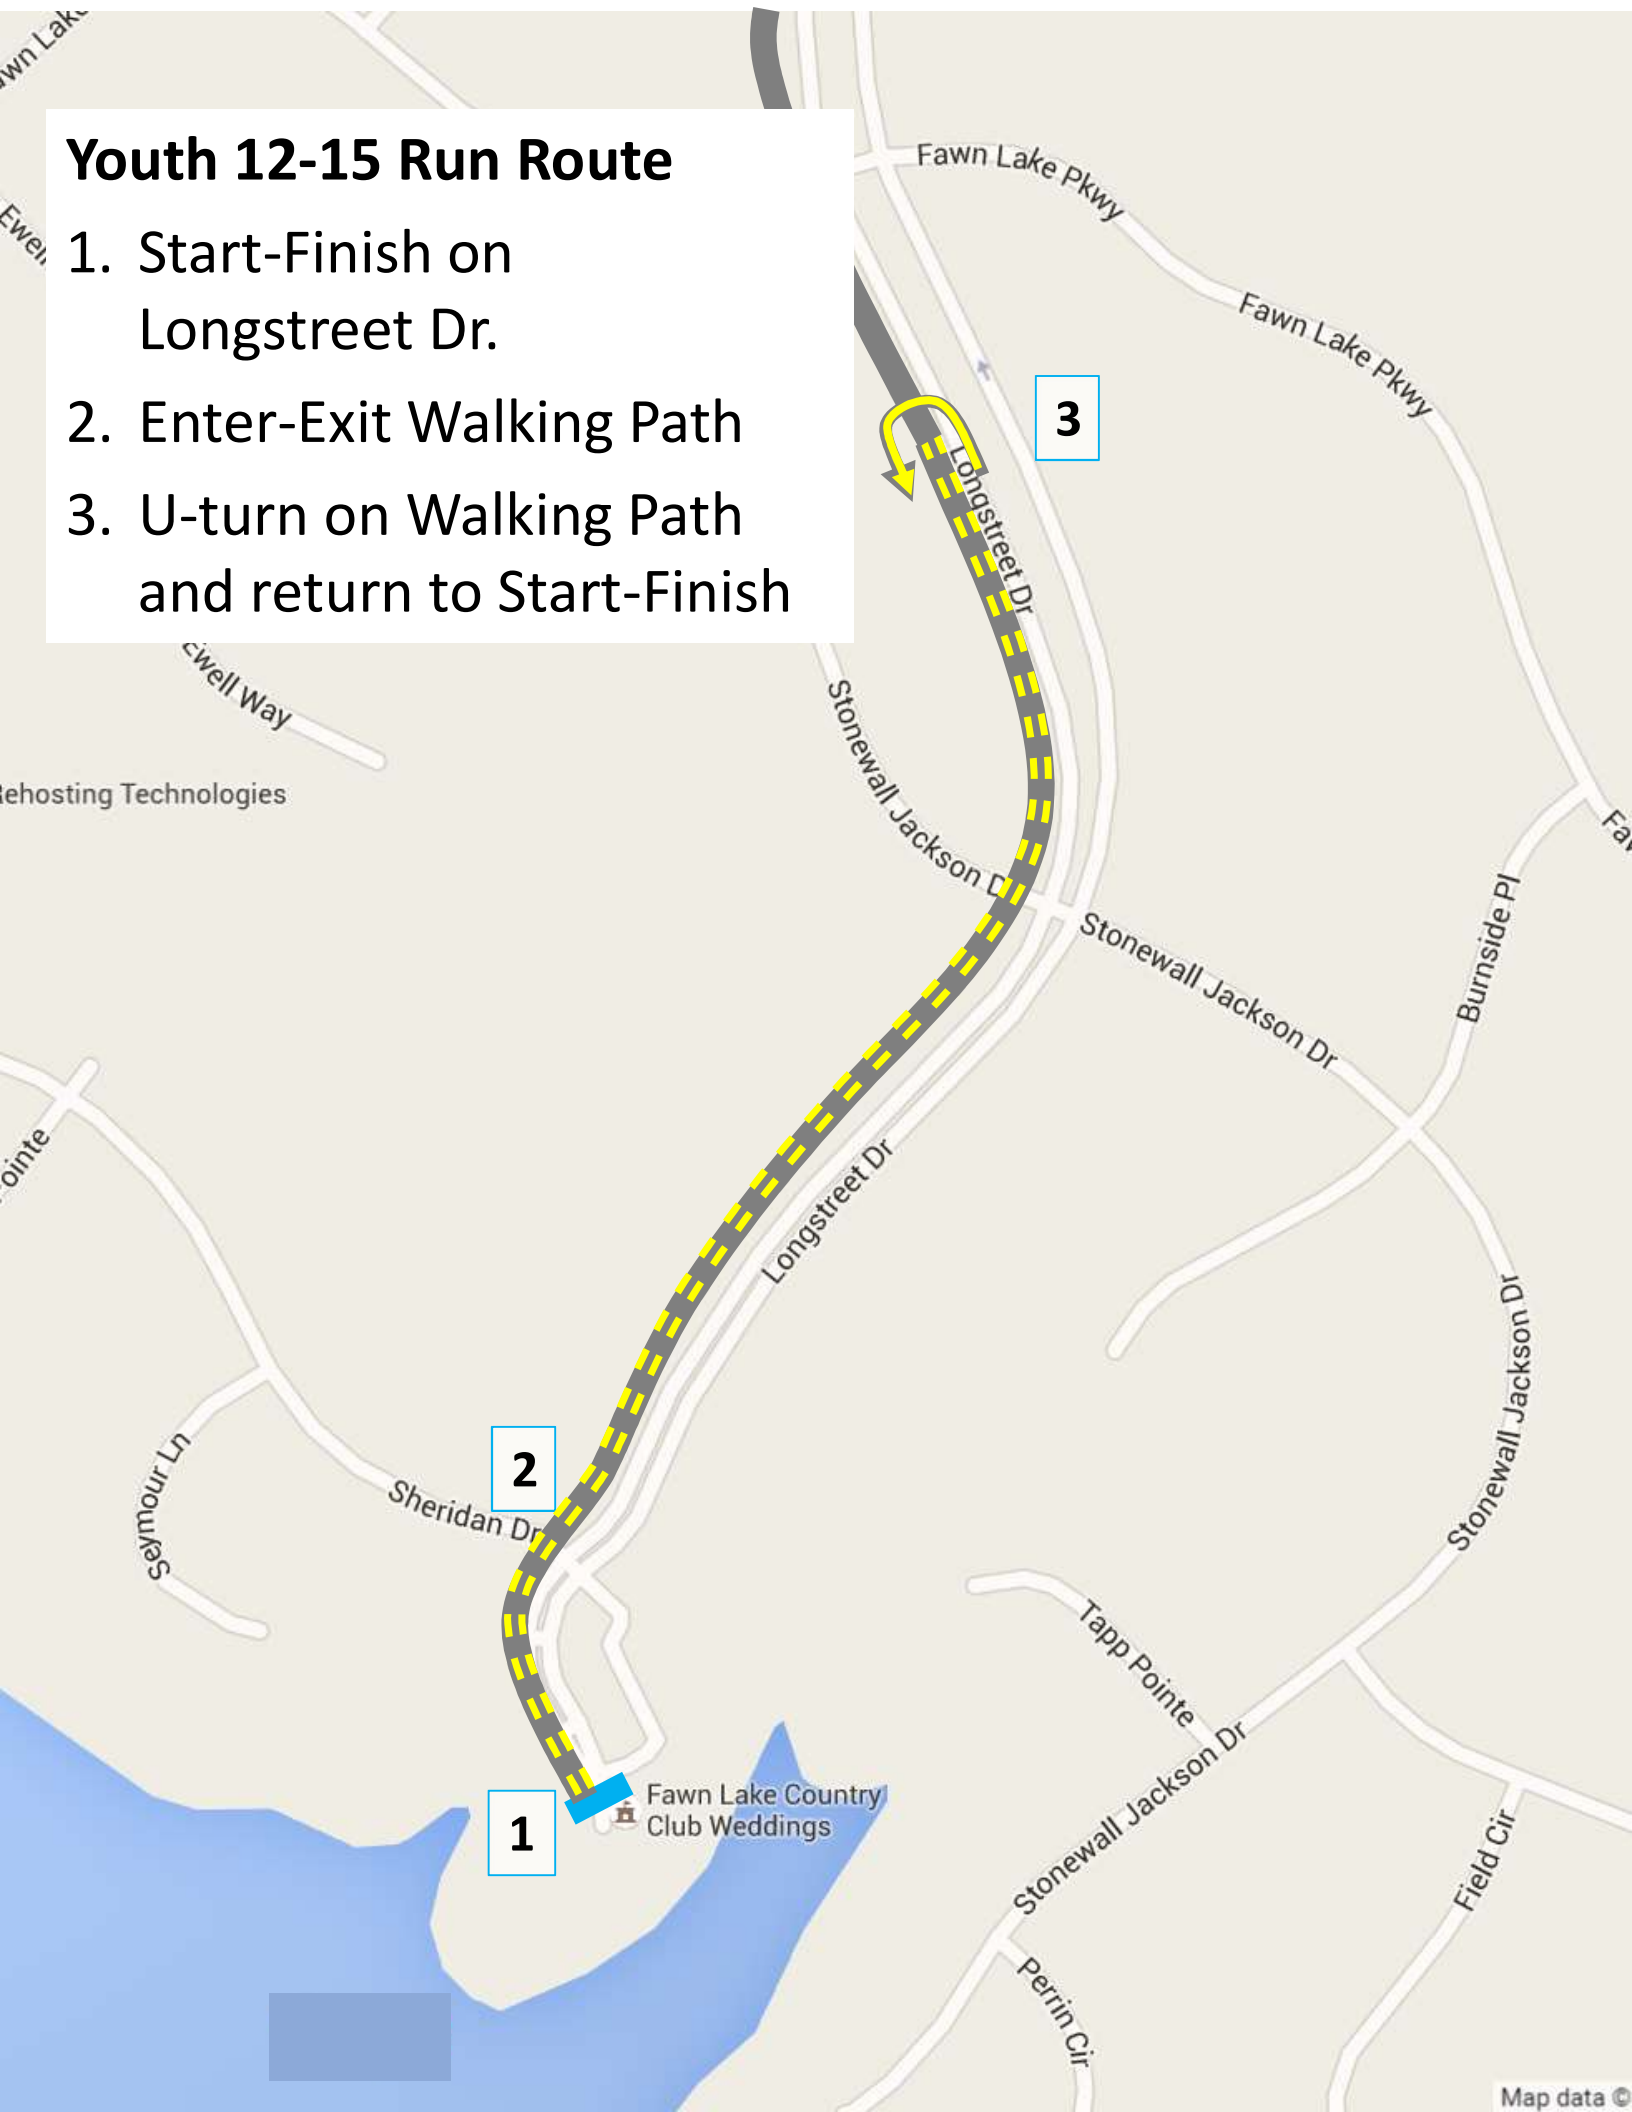 Youth 12-15 Run Route
1. Start-Finish on
Longstreet Dr.
2. Enter-Exit Walking Path
3. U-turn on Walking Path
and return to Start-Finish
Fawn Lake Pkwy
Fawn Lake Pkwy
3
Longstreet Dr
Ewell Way
Stonewall Jackson Dr
Technologies
Stonewall Jackson Dr
Burnside Pl
Longstreet Dr
Stonewall Jackson Dr
2
Seymour Ln
Sheridan Dr
Tapp Pointe
Stonewall Jackson Dr
1
Fawn Lake Country
Club Weddings
Field Cir
Perrin Cir
Map data ©